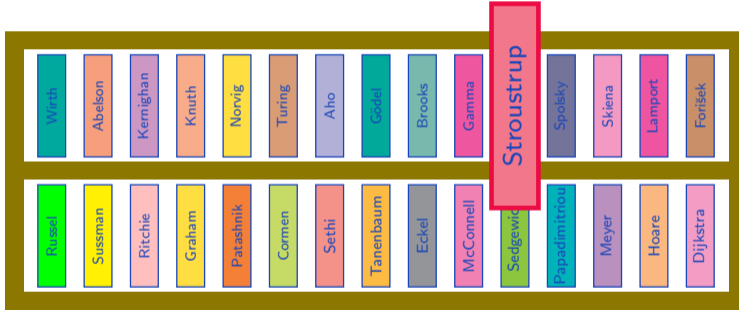 Wirth
Abelson
Kernighan
Knuth
Norvig
Turing
Aho
Gödel
Brooks
Gamma
Stroustrup
Spolsky
Skiena
Lamport
Forišek
Russel
Sussman
Ritchie
Graham
Patashnik
Cormen
Sethi
Tanenbaum
Eckel
McConnell
Sedgewic
Papadimitriou
Meyer
Hoare
Dijkstra